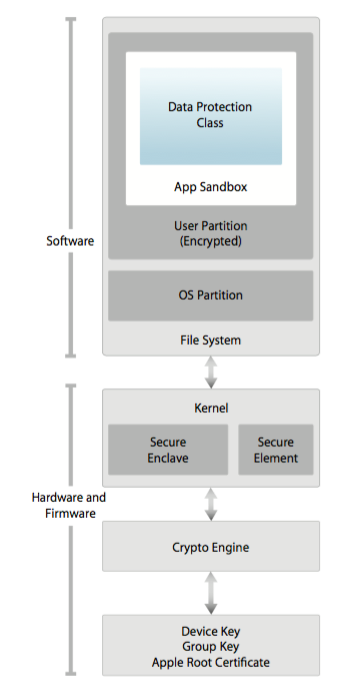 Data Protection
Class
App Sandbox
User Partition
(Encrypted)
Software
OS Partition
File System
Kernel
Secure
Enclave
Secure
Element
Hardware and
Firmware
Crypto Engine
Device Key
Group Key
Apple Root Certificate